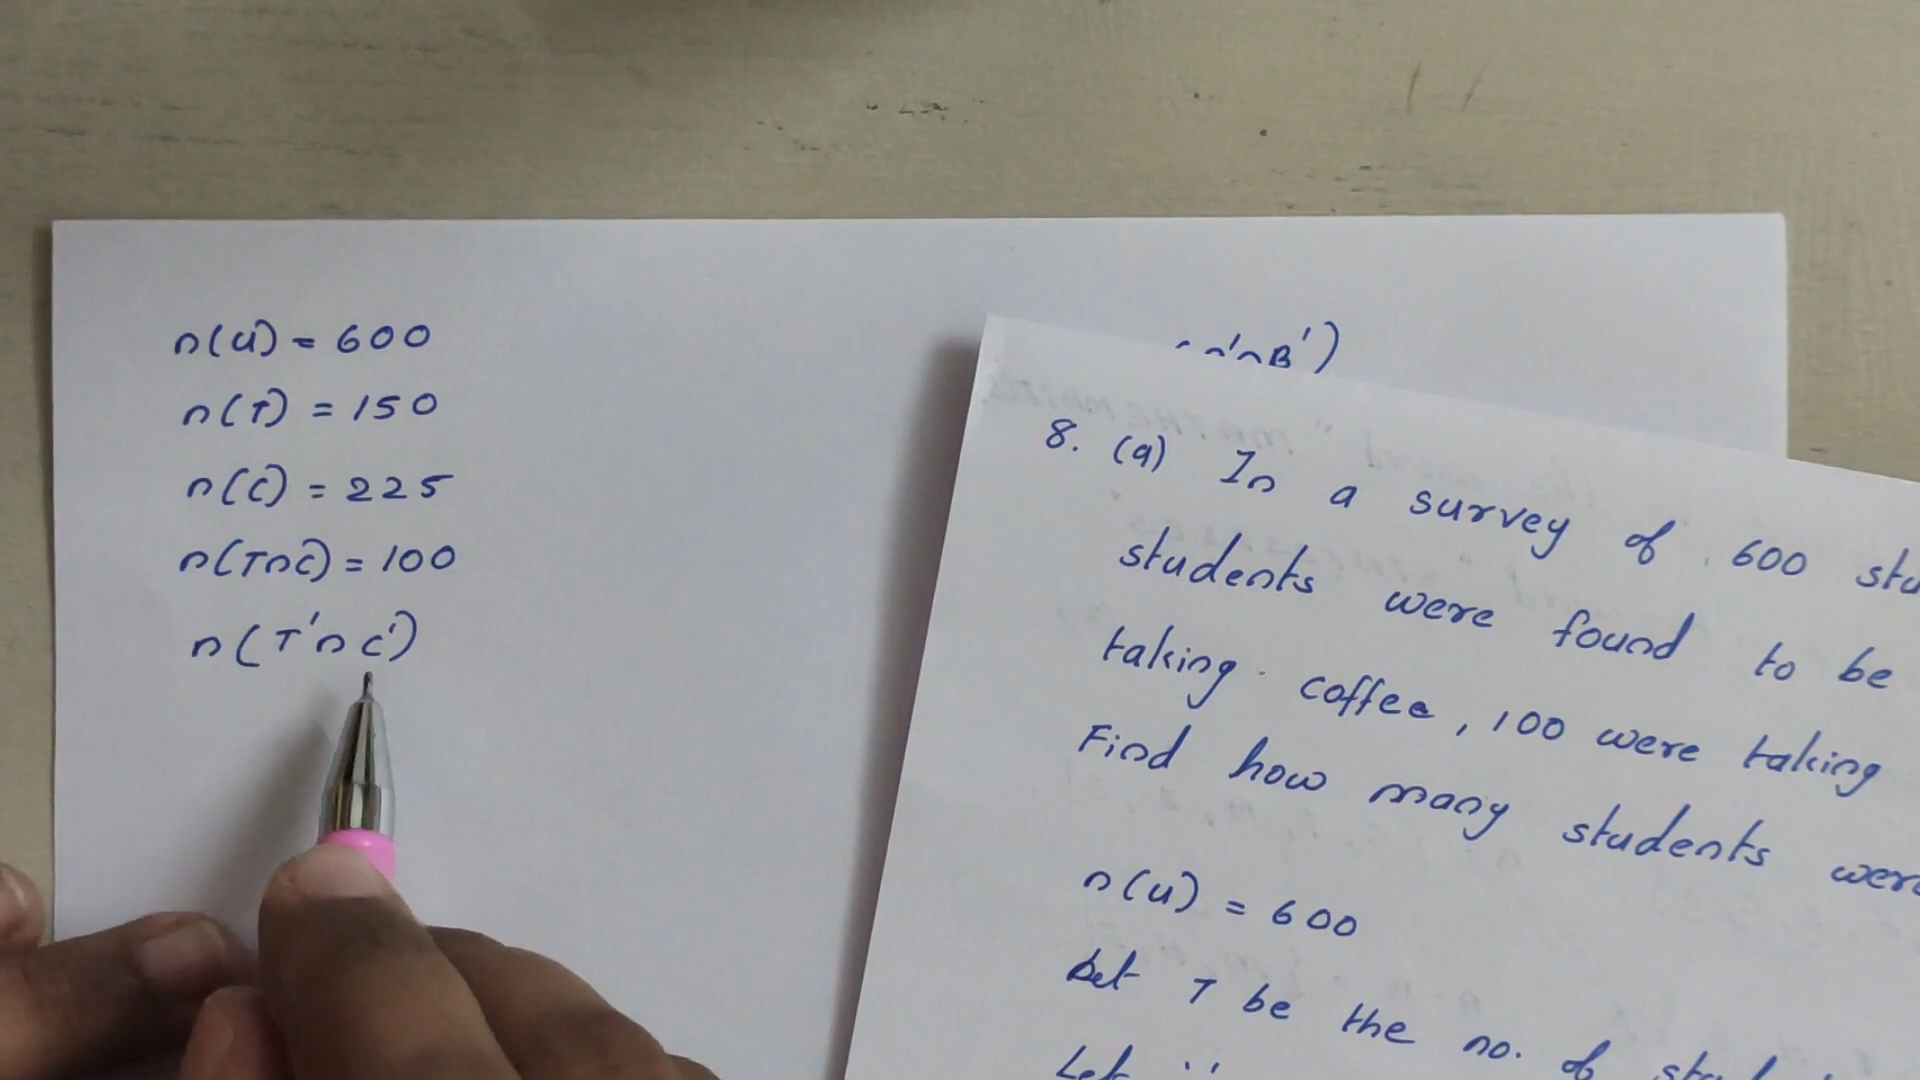 n(u) = 600
n(T) = 150
n(C) = 225
n(T∩C) = 100
n(T'∩C')
∩B')
8. (a) In a survey of 600
students were found to be
taking coffee, 100 were taking
Find how many students were
n(u) = 600
Let T be the no. of
Let